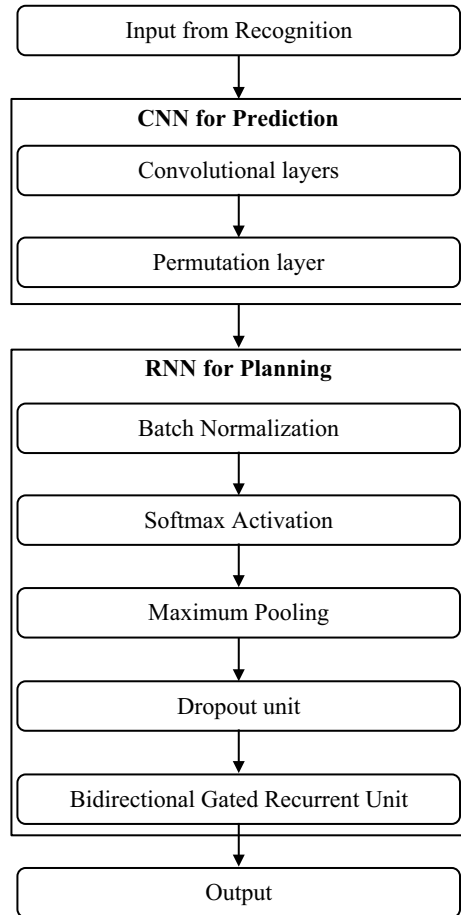 Input from Recognition
CNN for Prediction
Convolutional layers
Permutation layer
RNN for Planning
Batch Normalization
Softmax Activation
Maximum Pooling
Dropout unit
Bidirectional Gated Recurrent Unit
Output